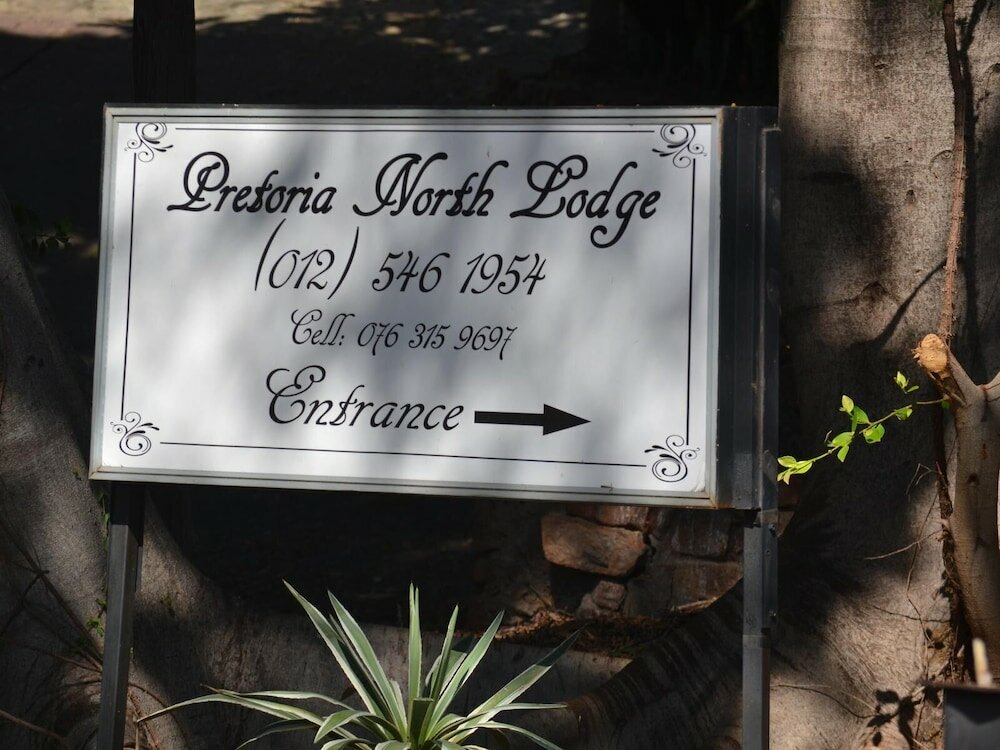 Pretoria North Lodge
(012) 546 1954
Cell: 076 315 9697
Entrance